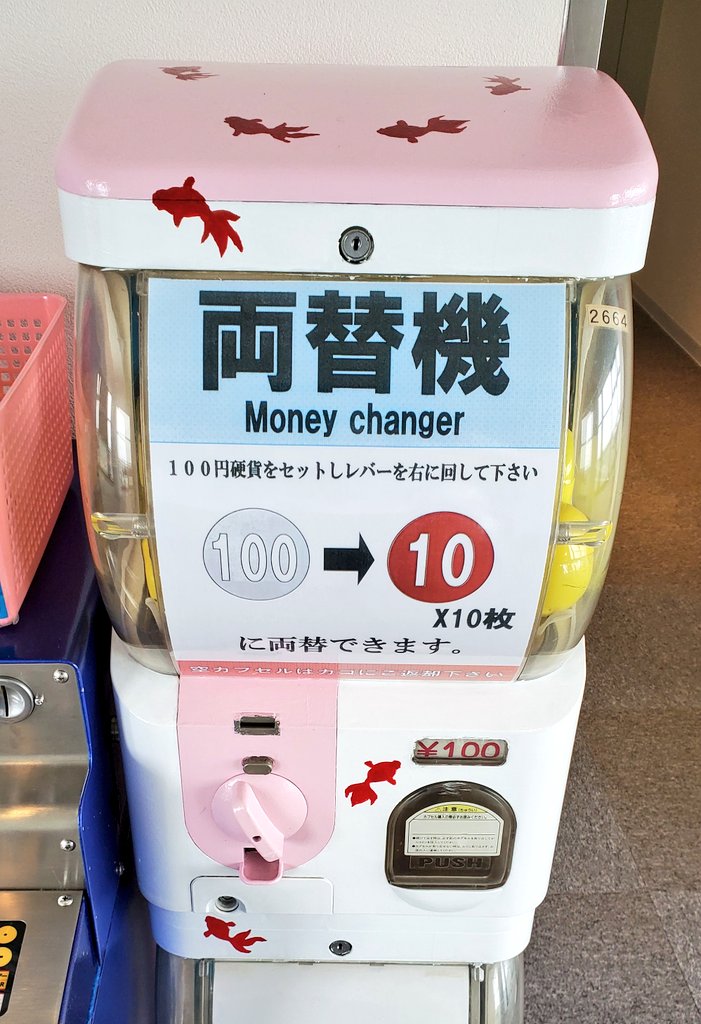 両替機
Money changer
2664
１００円硬貨をセットしレバーを右に回して下さい
100 → 10
X10枚
に両替できます。
空カプセルはカゴにご返却下さい
¥100
注意
PUSH